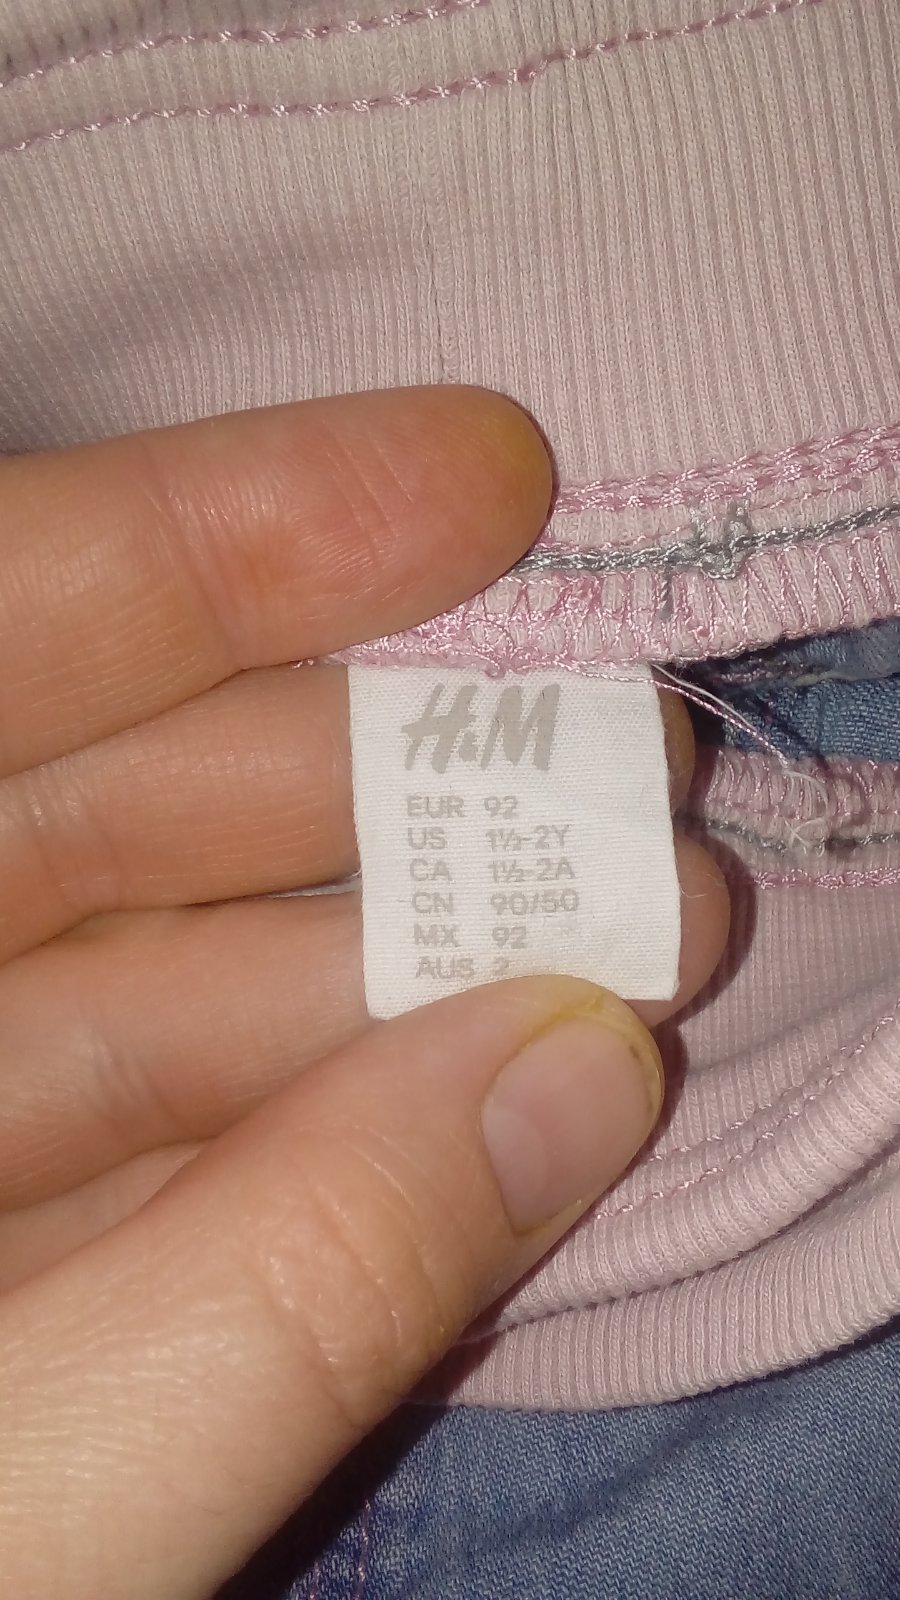 H&M
EUR 92
US 1½-2Y
CA 1½-2A
CN 90/50
MX 92
AUS 2